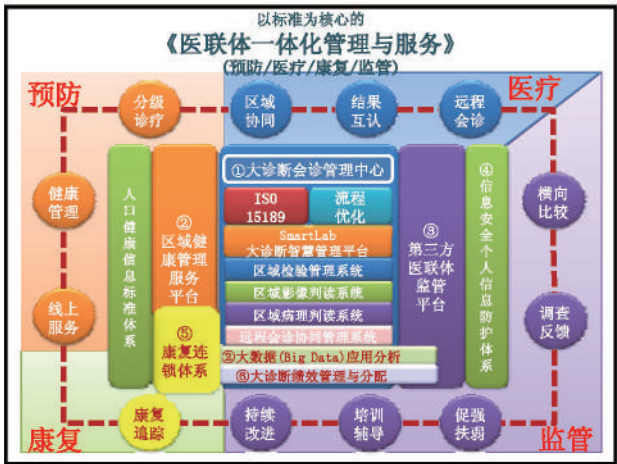 以标准为核心的
《医联体一体化管理与服务》
(预防/医疗/康复/监管)
预防
医疗
分级
诊疗
区域
协同
结果
互认
远程
会诊
健康
管理
线上
服务
人口健康信息标准体系
②
区域健
康管理
服务
平台
⑤
康复连
锁体系
①大诊断会诊管理中心
ISO
15189
流程
优化
SmartLab
大诊断智慧管理平台
区域检验管理系统
区域影像判读系统
区域病理判读系统
远程会诊协同管理系统
②大数据(Big Data)应用分析
⑥大诊断绩效管理与分配
③
第三方
医联体
监管
平台
④信息安全个人信息防护体系
横向
比较
调查
反馈
康复
康复
追踪
持续
改进
培训
辅导
促强
扶弱
监管